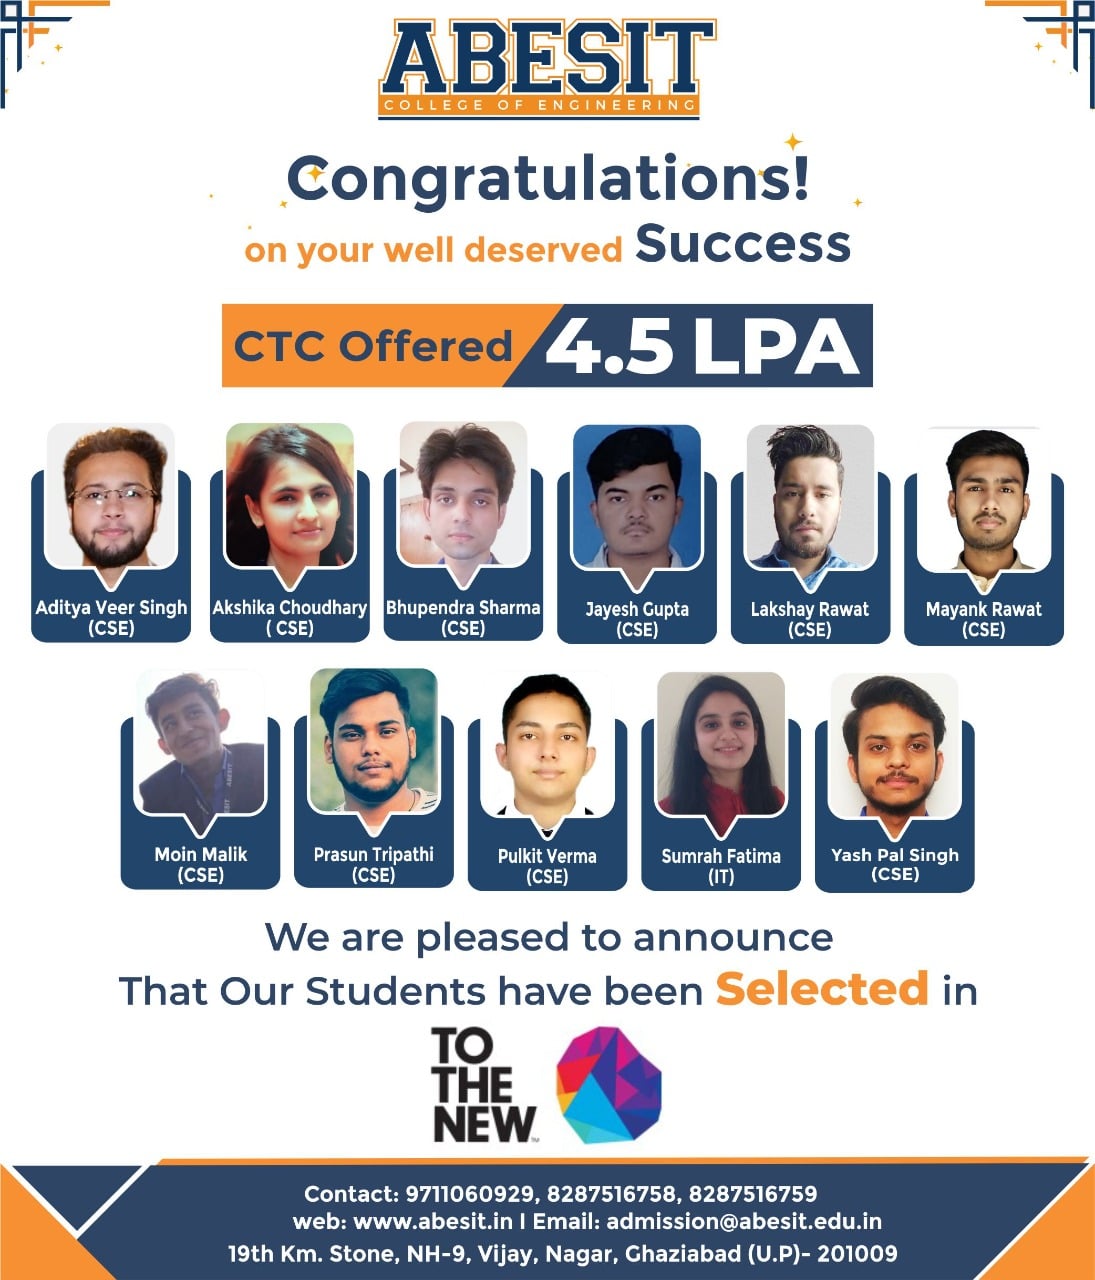 ABESIT
COLLEGE OF ENGINEERING
Congratulations!
on your well deserved Success
CTC Offered 4.5 LPA
Aditya Veer Singh
(CSE)
Akshika Choudhary
( CSE)
Bhupendra Sharma
(CSE)
Jayesh Gupta
(CSE)
Lakshay Rawat
(CSE)
Mayank Rawat
(CSE)
ABESIT
Moin Malik
(CSE)
Prasun Tripathi
(CSE)
Pulkit Verma
(CSE)
Sumrah Fatima
(IT)
Yash Pal Singh
(CSE)
We are pleased to announce
That Our Students have been Selected in
TO
THE
NEW™
Contact: 9711060929, 8287516758, 8287516759
web: www.abesit.in I Email: admission@abesit.edu.in
19th Km. Stone, NH-9, Vijay, Nagar, Ghaziabad (U.P)- 201009